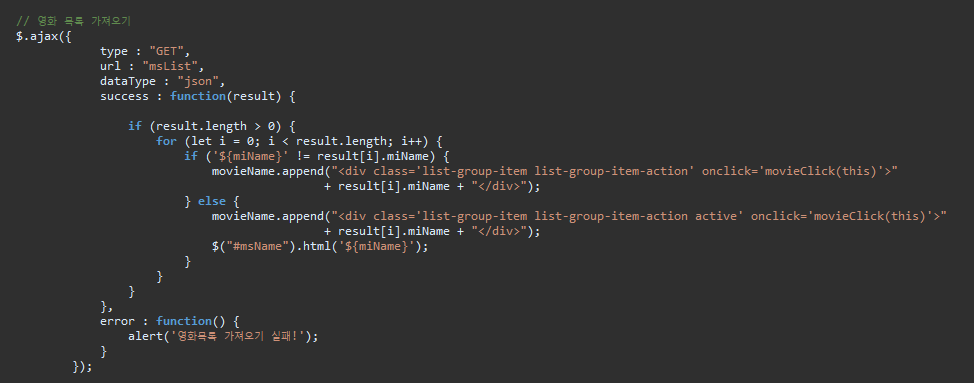 // 영화 목록 가져오기
$.ajax({
type : "GET",
url : "msList",
dataType : "json",
success : function(result) {
if (result.length > 0) {
for (let i = 0; i < result.length; i++) {
if ('${miName}' != result[i].miName) {
movieName.append("<div class='list-group-item list-group-item-action' onclick='movieClick(this)'>"
+ result[i].miName + "</div>");
} else {
movieName.append("<div class='list-group-item list-group-item-action active' onclick='movieClick(this)'>"
+ result[i].miName + "</div>");
$("#msName").html('${miName}');
}
}
}
},
error : function() {
alert('영화목록 가져오기 실패!');
}
});